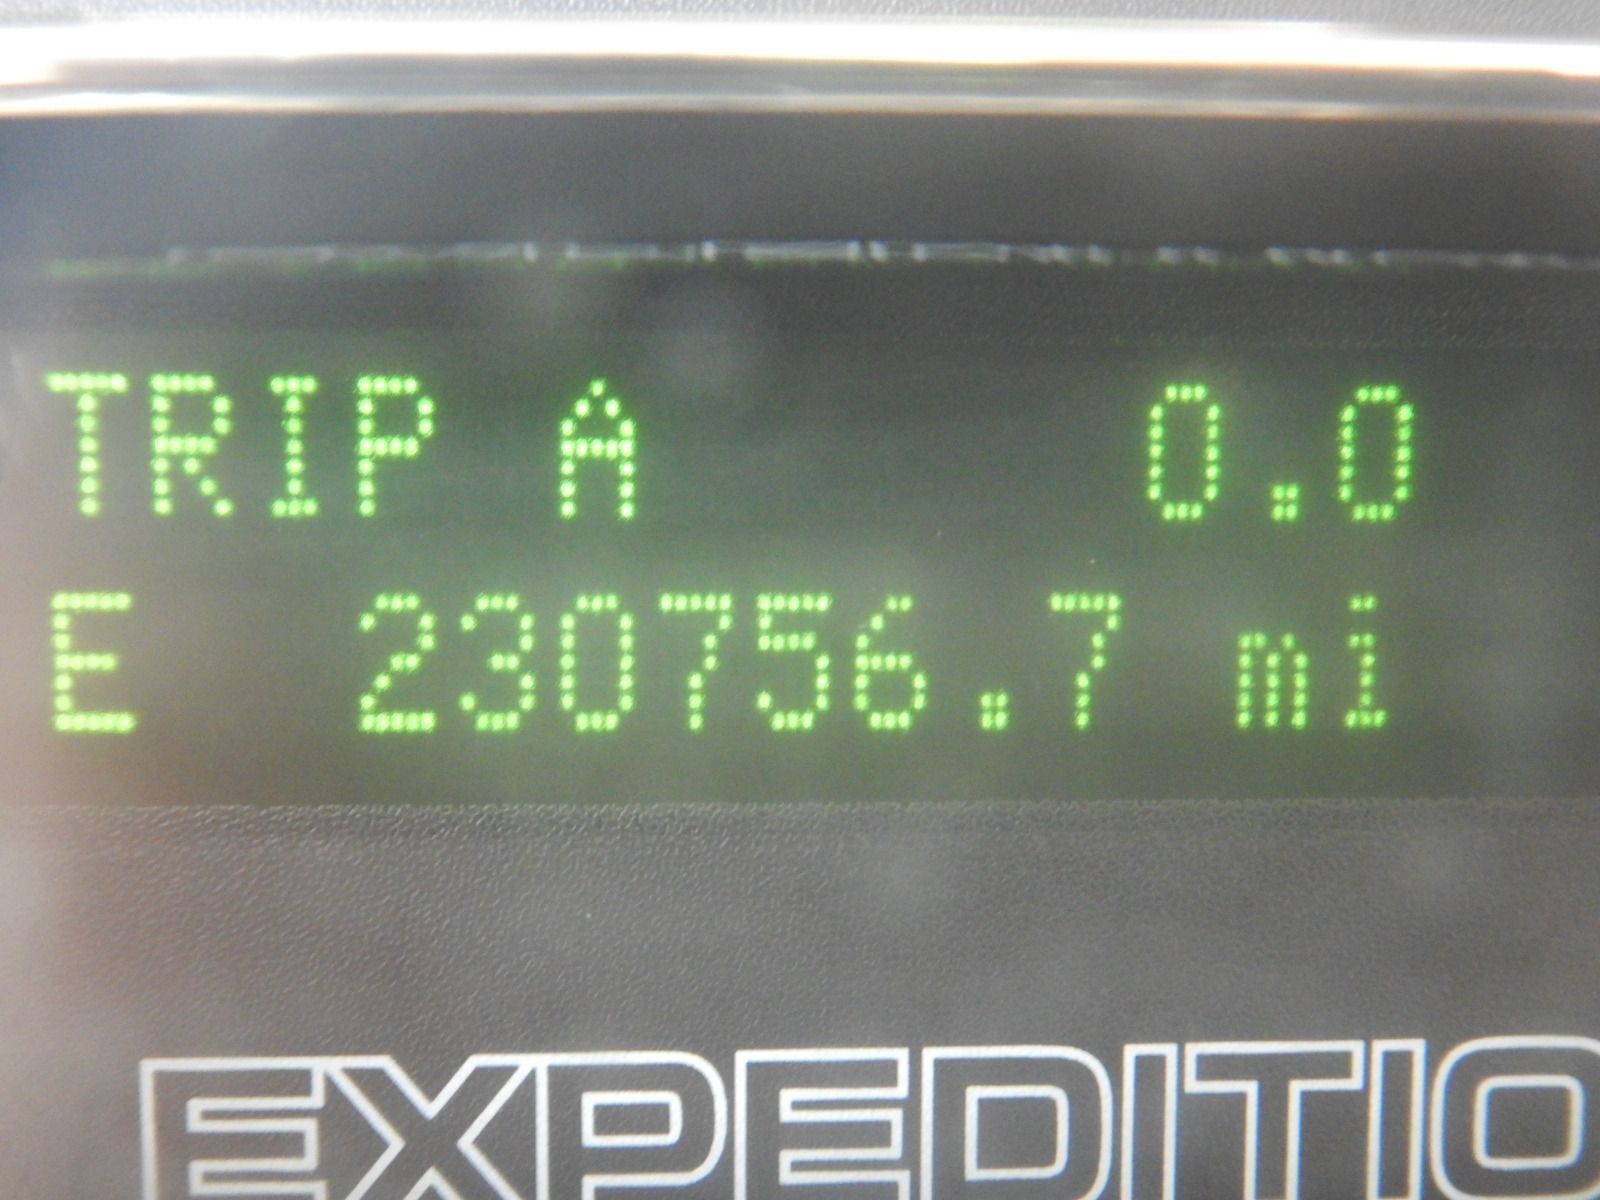 TRIP A 0.0
E 230756.7 mi
EXPEDITIO